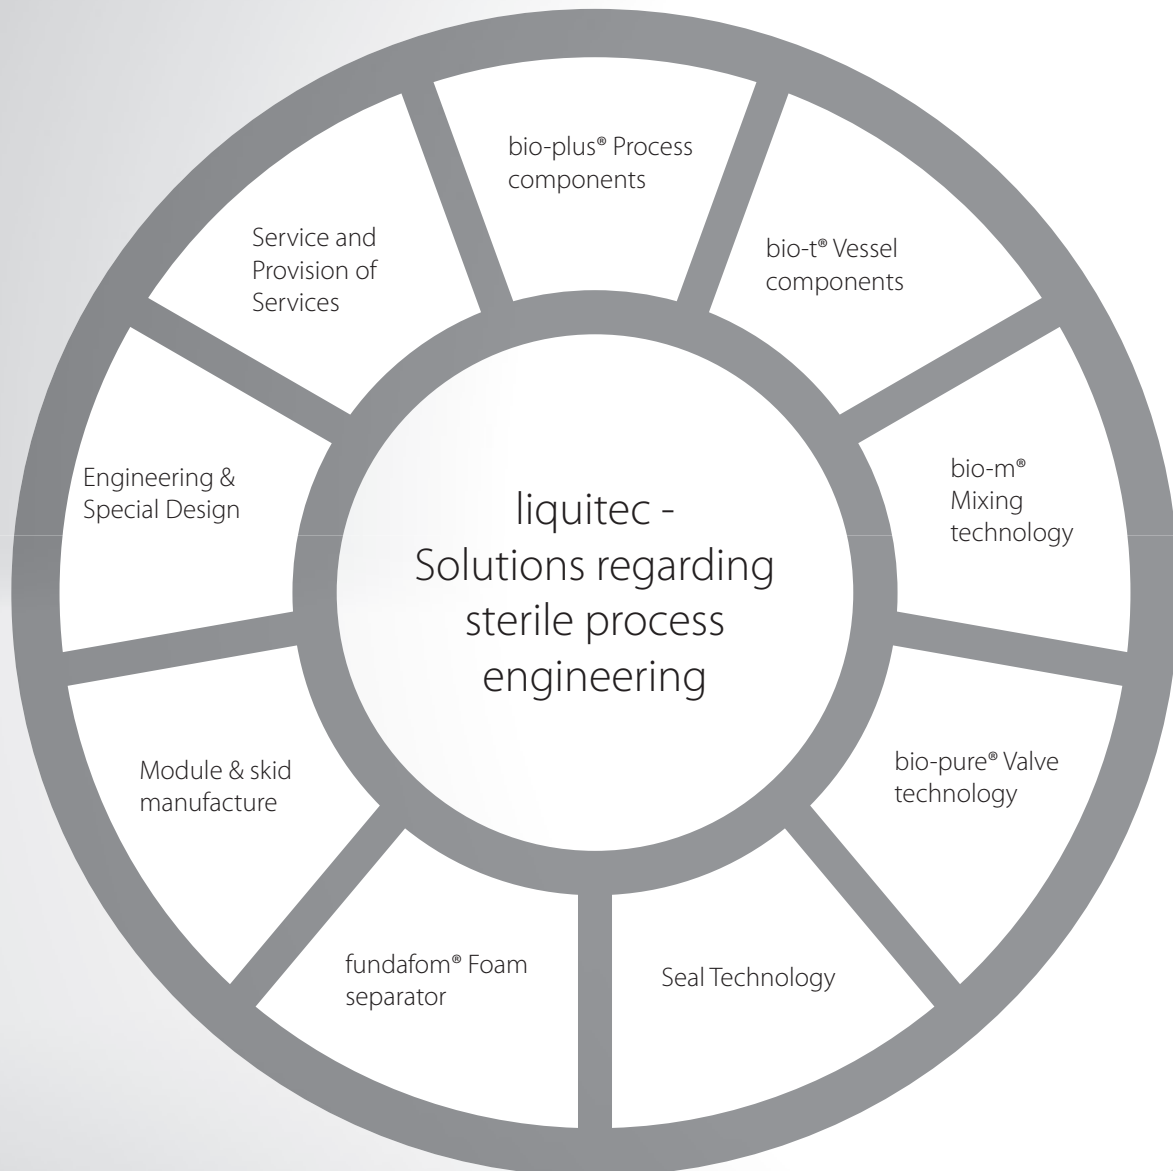 bio-plus® Process
components
bio-t® Vessel
components
bio-m®
Mixing
technology
bio-pure® Valve
technology
Seal Technology
fundafom® Foam
separator
Module & skid
manufacture
Engineering &
Special Design
Service and
Provision of
Services
liquitec -
Solutions regarding
sterile process
engineering